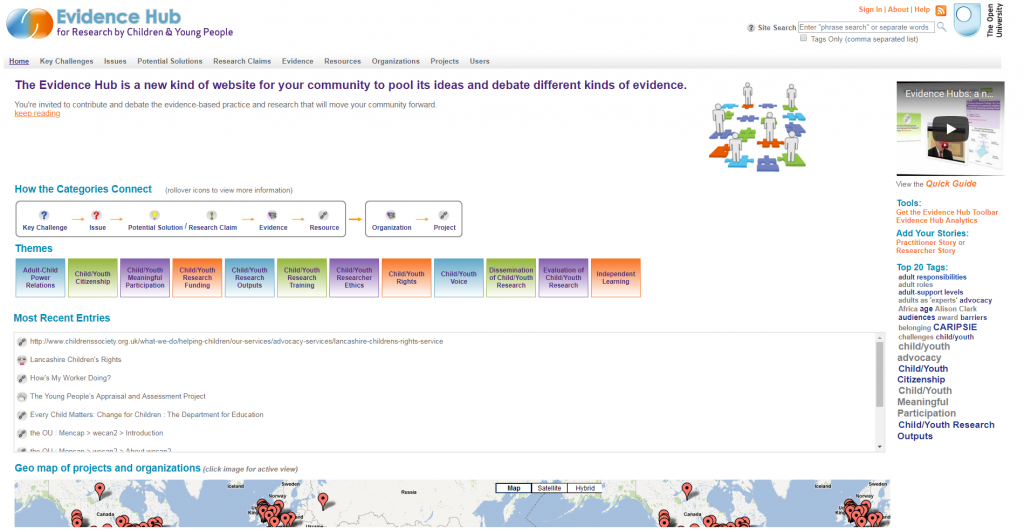 Evidence Hub
for Research by Children & Young People
Sign In | About | Help
Site Search Enter "phrase search" or separate words
Tags Only (comma separated list)
The Open
University
Home Key Challenges Issues Potential Solutions Research Claims Evidence Resources Organizations Projects Users
The Evidence Hub is a new kind of website for your community to pool its ideas and debate different kinds of evidence.
You're invited to contribute and debate the evidence-based practice and research that will move your community forward.
keep reading
Evidence Hubs: a n...
View the Quick Guide
How the Categories Connect (rollover icons to view more information)
Key Challenge Issue Potential Solution / Research Claim Evidence Resource Organization Project
Themes
Adult-Child Power Relations
Child/Youth Citizenship
Child/Youth Meaningful Participation
Child/Youth Research Funding
Child/Youth Research Outputs
Child/Youth Research Training
Child/Youth Researcher Ethics
Child/Youth Rights
Child/Youth Voice
Dissemination of Child/Youth Research
Evaluation of Child/Youth Research
Independent Learning
Tools:
Get the Evidence Hub Toolbar
Evidence Hub Analytics
Add Your Stories:
Practitioner Story or
Researcher Story
Top 20 Tags:
adult responsibilities
adult roles
adult-support levels
adults as 'experts' advocacy
Africa age Alison Clark
audiences award barriers
belonging CARIPSIE
challenges child/youth
child/youth
advocacy
Child/Youth
Citizenship
Child/Youth
Meaningful
Participation
Child/Youth Research
Outputs
Most Recent Entries
http://www.childrenssociety.org.uk/what-we-do/helping-children/our-services/advocacy-services/lancashire-childrens-rights-service
Lancashire Children's Rights
How's My Worker Doing?
The Young People's Appraisal and Assessment Project
Every Child Matters: Change for Children : The Department for Education
the OU : Mencap > wecan2 > Introduction
the OU : Mencap > wecan2 > About wecan2
Geo map of projects and organizations (click image for active view)
Map Satellite Hybrid
Canada
Iceland
Sweden
Norway
Russia
Ukraine
Canada
Iceland
Sweden
Norway